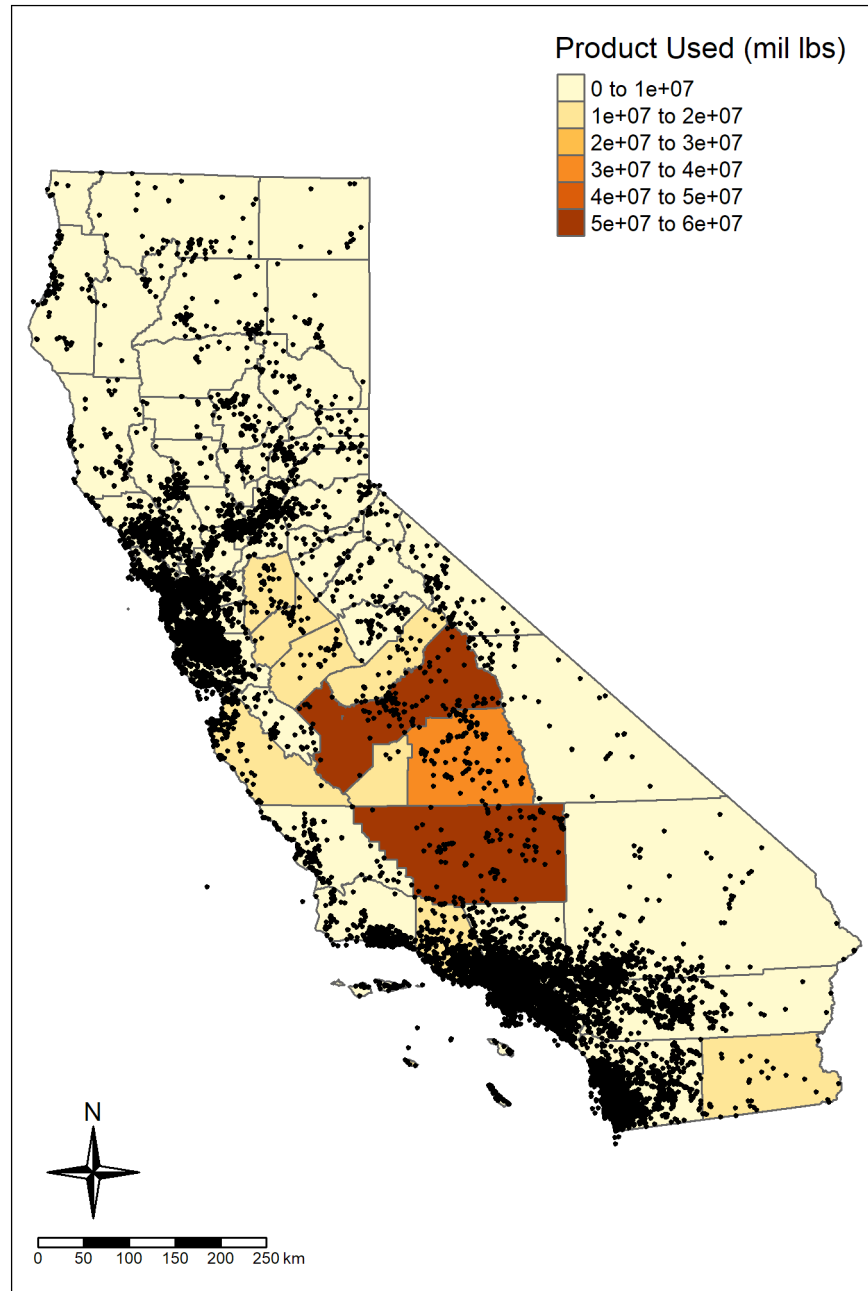 Product Used (mil lbs)
0 to 1e+07
1e+07 to 2e+07
2e+07 to 3e+07
3e+07 to 4e+07
4e+07 to 5e+07
5e+07 to 6e+07
N
0 50 100 150 200 250 km